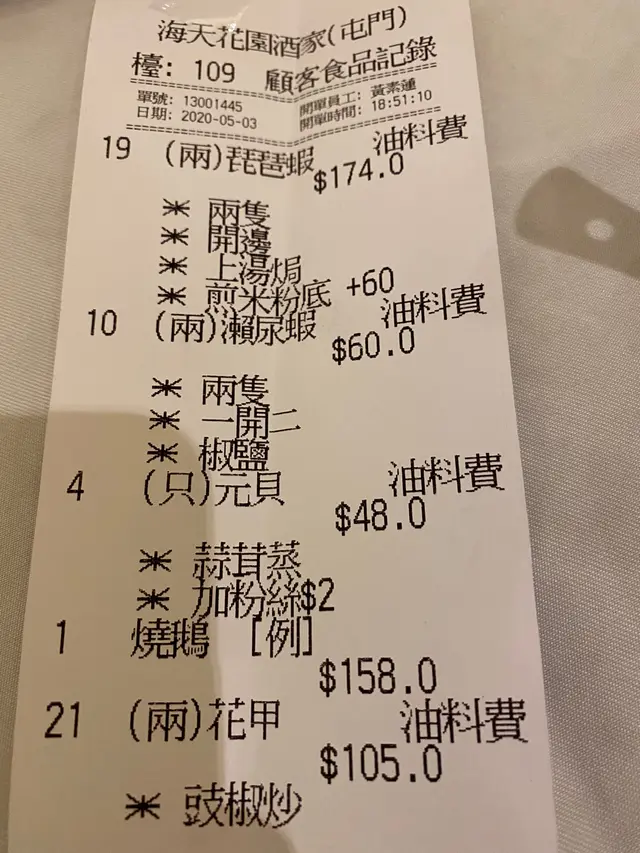 海天花園酒家(屯門)
檯: 109 顧客食品記錄
單號: 13001445 開單員工: 黃素蓮
日期: 2020-05-03 開單時間: 18:51:10
19 (兩)琵琶蝦 油料費
$174.0
* 兩隻
* 開邊
* 上湯焗
* 煎米粉底 +60
10 (兩)瀨尿蝦 油料費
$60.0
* 兩隻
* 一開二
* 椒鹽
4 (只)元貝 油料費
$48.0
* 蒜茸蒸
* 加粉絲$2
1 燒鵝 [例]
$158.0
21 (兩)花甲 油料費
$105.0
* 豉椒炒